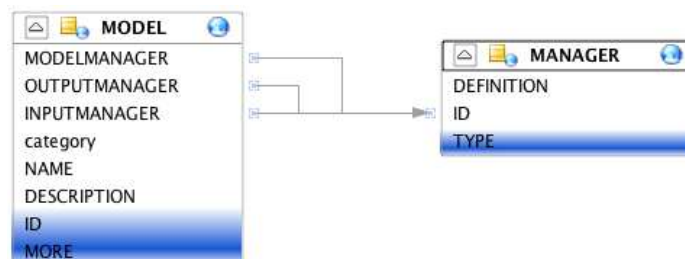 MODEL
MODELMANAGER
OUTPUTMANAGER
INPUTMANAGER
category
NAME
DESCRIPTION
ID
MORE
MANAGER
DEFINITION
ID
TYPE